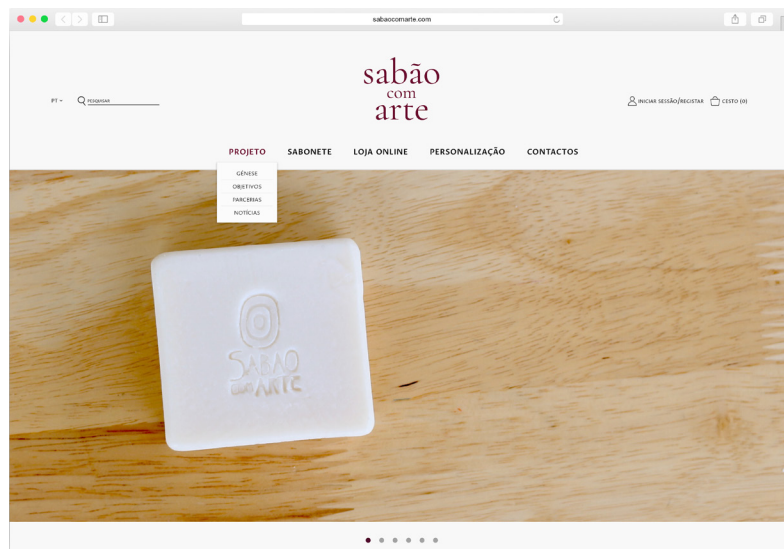 sabaocomarte.com
sabão
com
arte
PT
PESQUISAR
INICIAR SESSÃO/REGISTAR
CESTO (0)
PROJETO SABONETE LOJA ONLINE PERSONALIZAÇÃO CONTACTOS
GÉNESE
OBJETIVOS
PARCERIAS
NOTÍCIAS
SABAO
COM ARTE